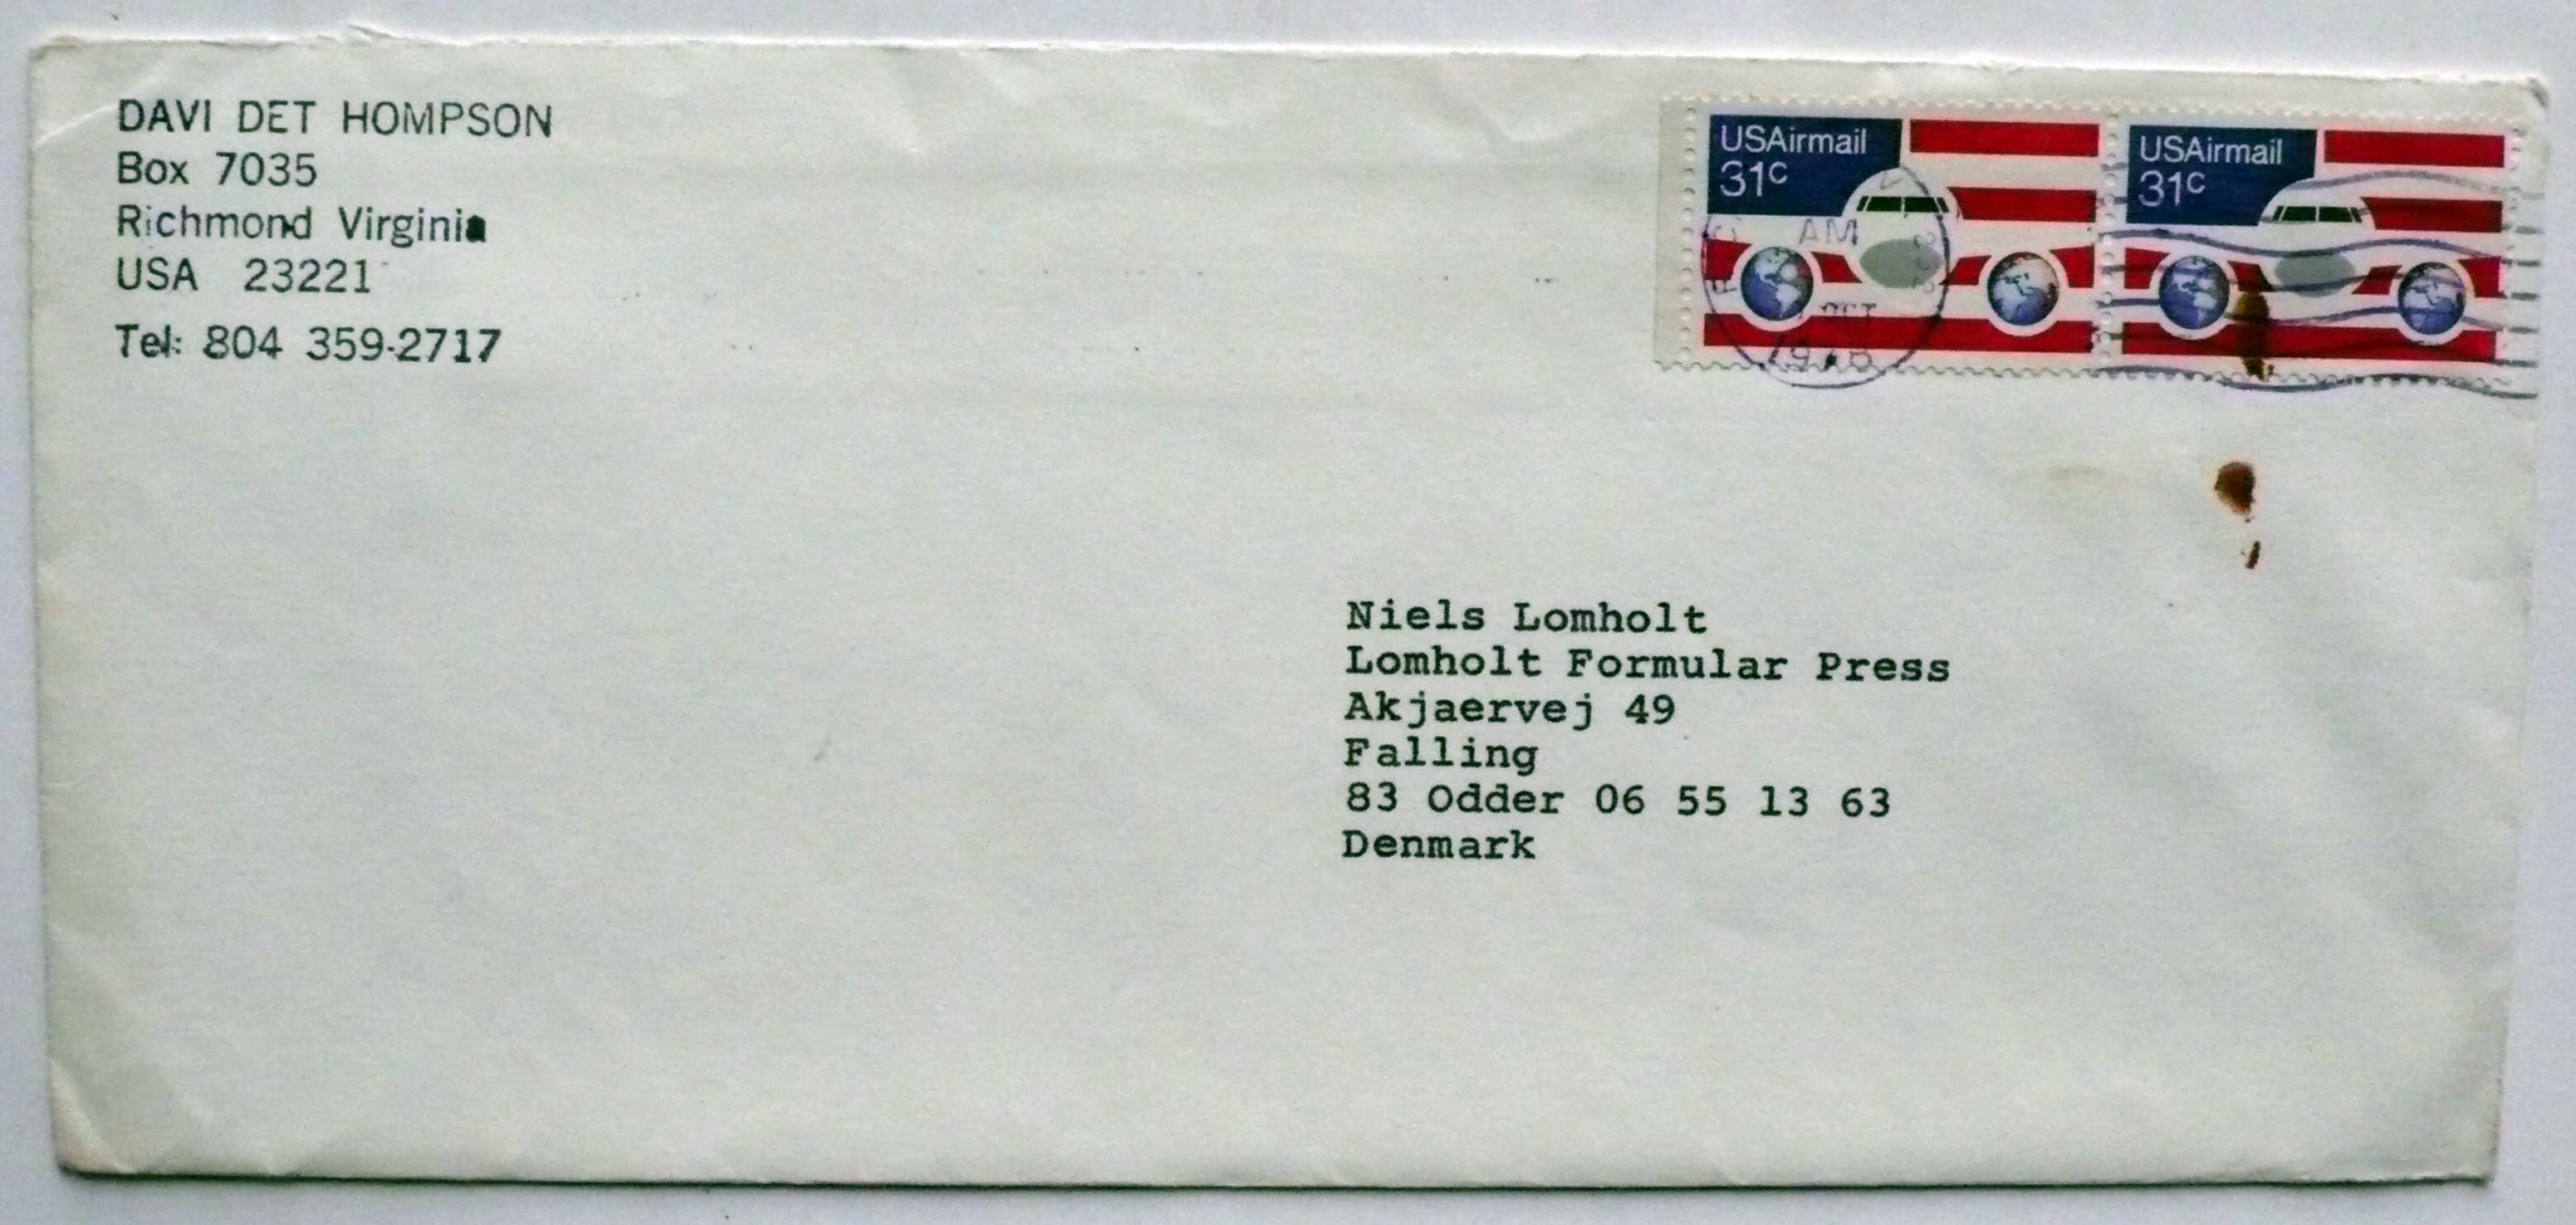 DAVI DET HOMPSON
Box 7035
Richmond Virginia
USA 23221
Tel: 804 359-2717
USAirmail
31c
USAirmail
31c
AM
OCT
Niels Lomholt
Lomholt Formular Press
Akjaervej 49
Falling
83 Odder 06 55 13 63
Denmark